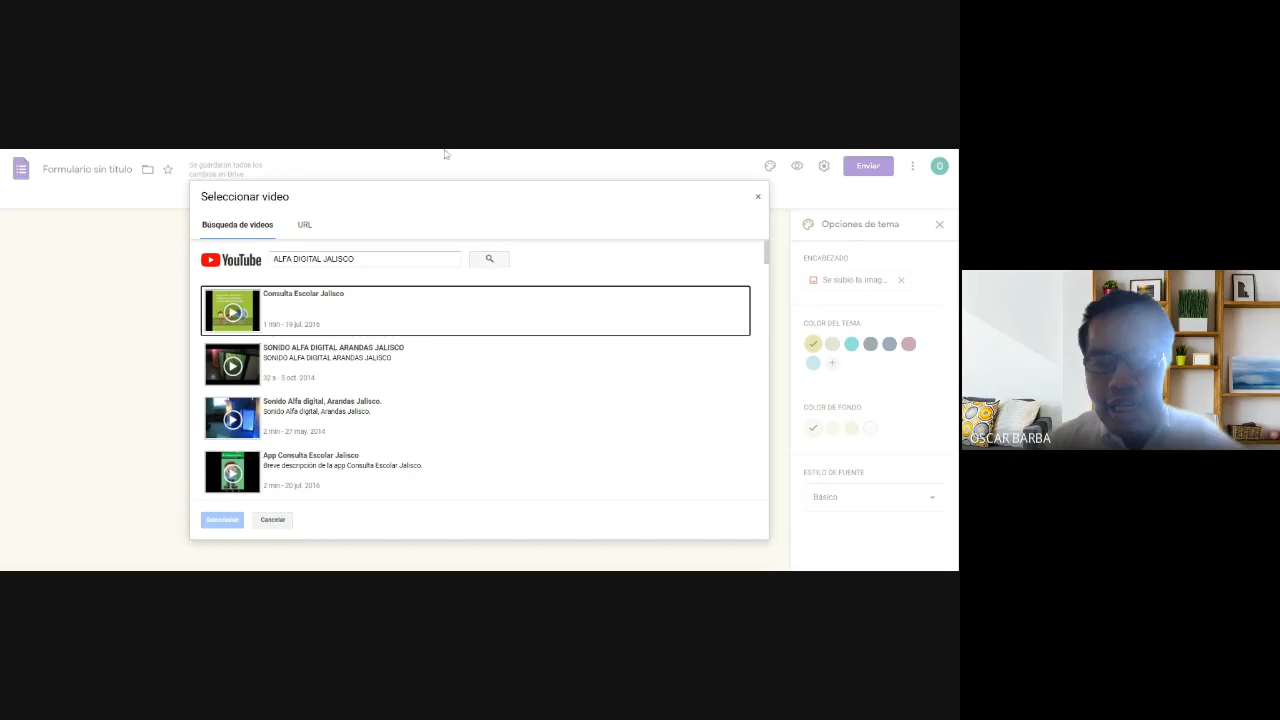 Formulario sin título
Se guardaron todos los
cambios en Drive
Enviar
O
Seleccionar video
Búsqueda de videos
URL
YouTube
ALFA DIGITAL JALISCO
Consulta Escolar Jalisco
1 min - 19 jul. 2016
SONIDO ALFA DIGITAL ARANDAS JALISCO
SONIDO ALFA DIGITAL ARANDAS JALISCO
32 s - 5 oct. 2014
Sonido Alfa digital, Arandas Jalisco.
Sonido Alfa digital, Arandas Jalisco.
2 min - 27 may. 2014
App Consulta Escolar Jalisco
Breve descripción de la app Consulta Escolar Jalisco.
2 min - 20 jul. 2016
Seleccionar
Cancelar
Opciones de tema
ENCABEZADO
Se subió la imag...
COLOR DEL TEMA
COLOR DE FONDO
ESTILO DE FUENTE
Básico
OSCAR BARBA